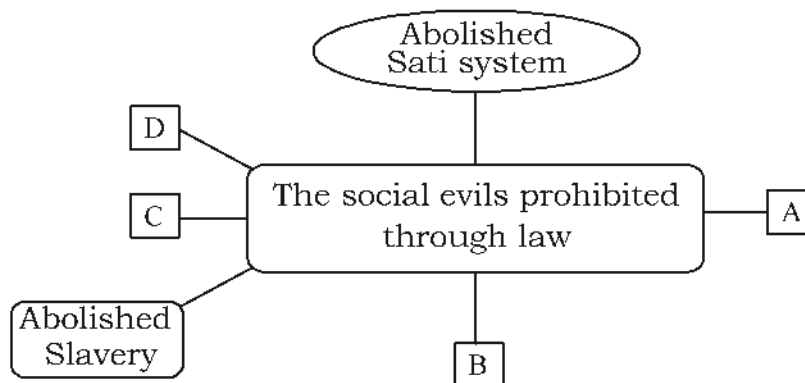 Abolished
Sati system
D
The social evils prohibited
through law
C
A
Abolished
Slavery
B